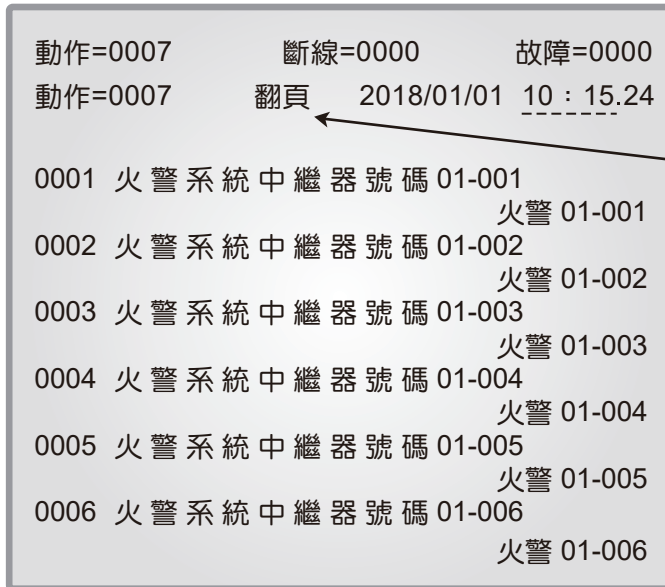 動作=0007 斷線=0000 故障=0000
動作=0007 翻頁 2018/01/01 10：15.24
0001 火警系統中繼器號碼 01-001
火警 01-001
0002 火警系統中繼器號碼 01-002
火警 01-002
0003 火警系統中繼器號碼 01-003
火警 01-003
0004 火警系統中繼器號碼 01-004
火警 01-004
0005 火警系統中繼器號碼 01-005
火警 01-005
0006 火警系統中繼器號碼 01-006
火警 01-006